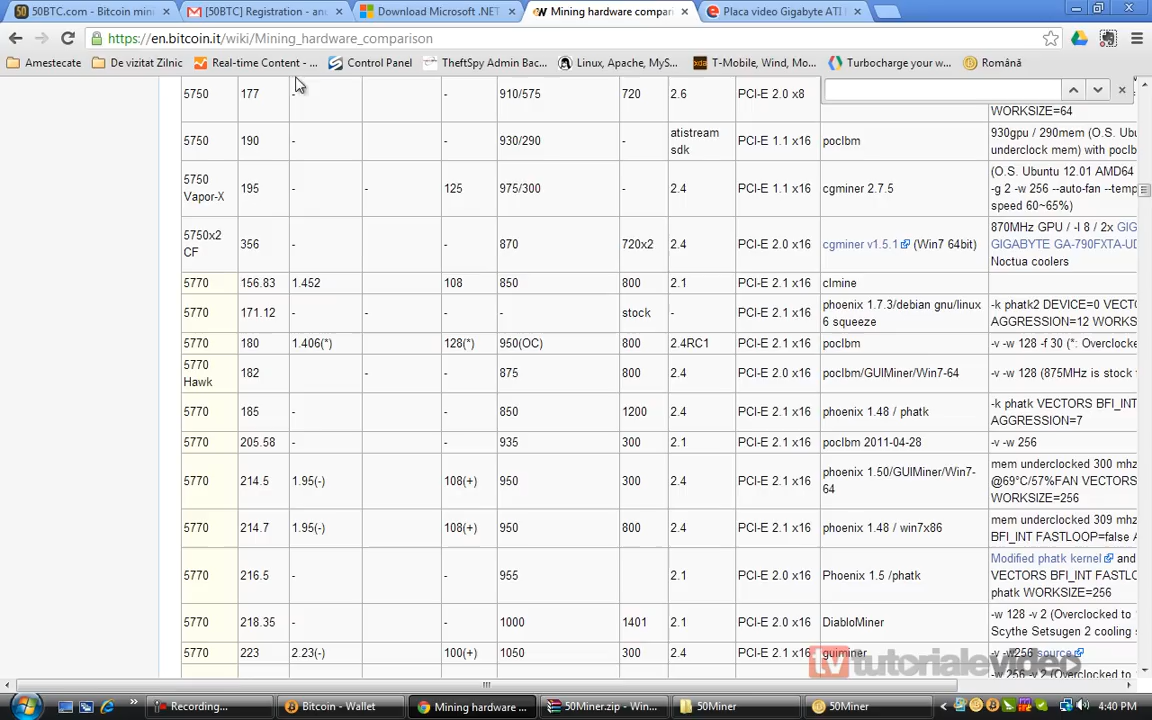 50BTC.com - Bitcoin mini
[50BTC] Registration - and
Download Microsoft .NET
Mining hardware compari
Placa video Gigabyte ATI
https://en.bitcoin.it/wiki/Mining_hardware_comparison
Amestecate
De vizitat Zilnic
Real-time Content - ...
Control Panel
TheftSpy Admin Bac...
Linux, Apache, MyS...
T-Mobile, Wind, Mo...
Turbocharge your w...
Română
5750 177 - - 910/575 720 2.6 PCI-E 2.0 x8
WORKSIZE=64
5750 190 - - 930/290 - atistream sdk PCI-E 1.1 x16 poclbm 930gpu / 290mem (O.S. Ubu
underclock mem) with poclb
5750 Vapor-X 195 - - 125 975/300 - 2.4 PCI-E 1.1 x16 cgminer 2.7.5 (O.S. Ubuntu 12.01 AMD64
-g 2 -w 256 --auto-fan --temp
speed 60~65%)
5750x2 CF 356 - - 870 720x2 2.4 PCI-E 2.0 x16 cgminer v1.5.1 (Win7 64bit) 870MHz GPU / -I 8 / 2x GIG
GIGABYTE GA-790FXTA-UD
Noctua coolers
5770 156.83 1.452 108 850 800 2.1 PCI-E 2.1 x16 clmine
5770 171.12 - - - - stock - PCI-E 2.1 x16 phoenix 1.7.3/debian gnu/linux 6 squeeze -k phatk2 DEVICE=0 VECTO
AGGRESSION=12 WORKS
5770 180 1.406(*) 128(*) 950(OC) 800 2.4RC1 PCI-E 2.1 x16 poclbm -v -w 128 -f 30 (*: Overclocke
5770 Hawk 182 - - 875 800 2.4 PCI-E 2.0 x16 poclbm/GUIMiner/Win7-64 -v -w 128 (875MHz is stock
5770 185 - - 850 1200 2.4 PCI-E 2.1 x16 phoenix 1.48 / phatk -k phatk VECTORS BFI_INT
AGGRESSION=7
5770 205.58 - - 935 300 2.1 PCI-E 2.1 x16 poclbm 2011-04-28 -v -w 256
5770 214.5 1.95(-) 108(+) 950 300 2.4 PCI-E 2.1 x16 phoenix 1.50/GUIMiner/Win7-64 mem underclocked 300 mhz
@69°C/57%FAN VECTORS
WORKSIZE=256
5770 214.7 1.95(-) 108(+) 950 800 2.4 PCI-E 2.1 x16 phoenix 1.48 / win7x86 mem underclocked 309 mhz
BFI_INT FASTLOOP=false A
5770 216.5 - - 955 2.1 PCI-E 2.0 x16 Phoenix 1.5 /phatk Modified phatk kernel and
VECTORS BFI_INT FASTL
phatk WORKSIZE=256
5770 218.35 - - 1000 1401 2.1 PCI-E 2.0 x16 DiabloMiner -w 128 -v 2 (Overclocked to
Scythe Setsugen 2 cooling
5770 223 2.23(-) 100(+) 1050 300 2.4 PCI-E 2.1 x16 guiminer -v -w256 source
tvtutorialevideo
Recording...
Bitcoin - Wallet
Mining hardware ...
50Miner.zip - Win...
50Miner
50Miner
4:40 PM